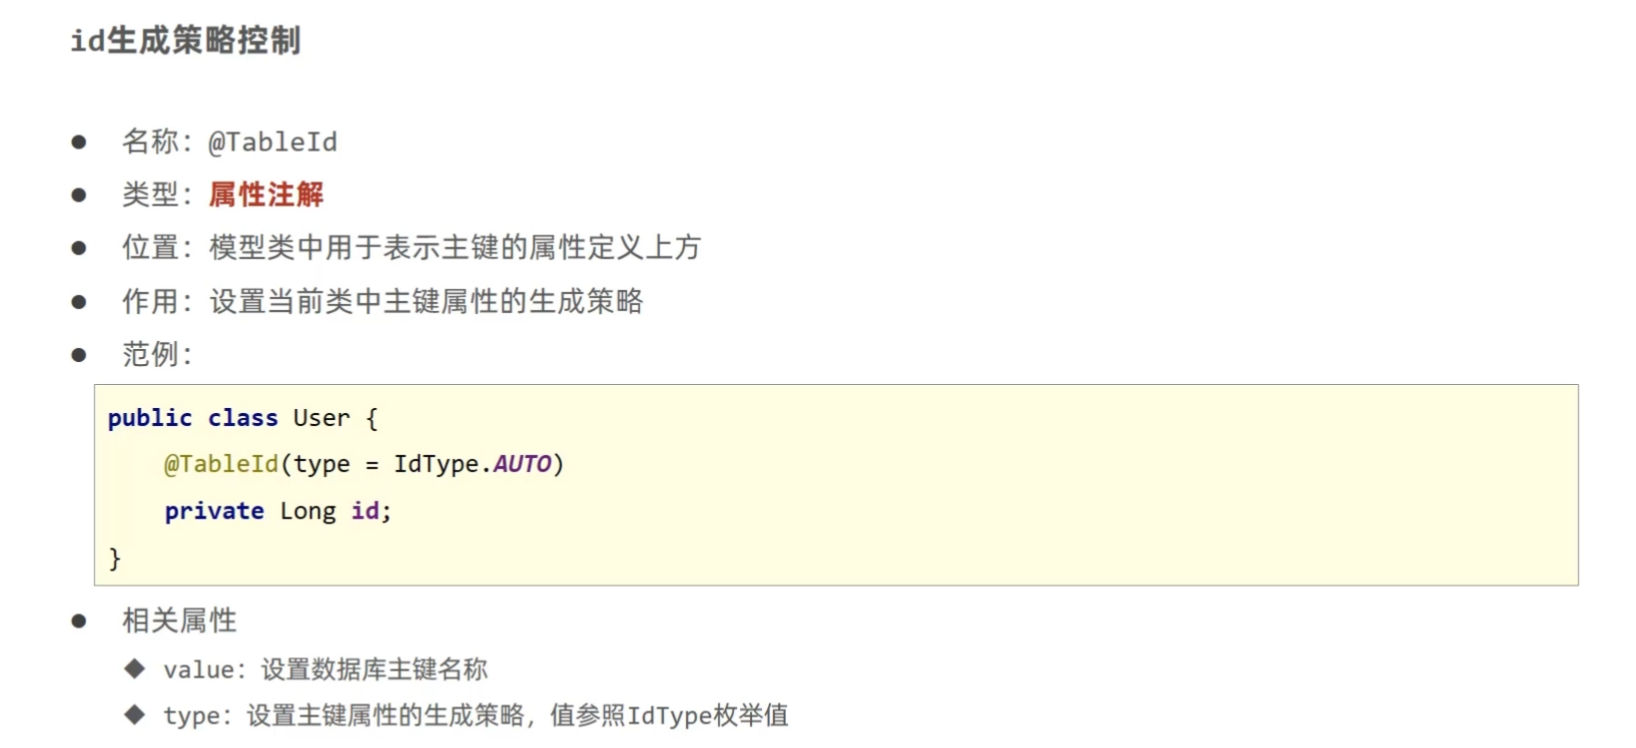 id生成策略控制
● 名称：@TableId
● 类型：属性注解
● 位置：模型类中用于表示主键的属性定义上方
● 作用：设置当前类中主键属性的生成策略
● 范例：
public class User {
    @TableId(type = IdType.AUTO)
    private Long id;
}
● 相关属性
◆ value：设置数据库主键名称
◆ type：设置主键属性的生成策略，值参照IdType枚举值